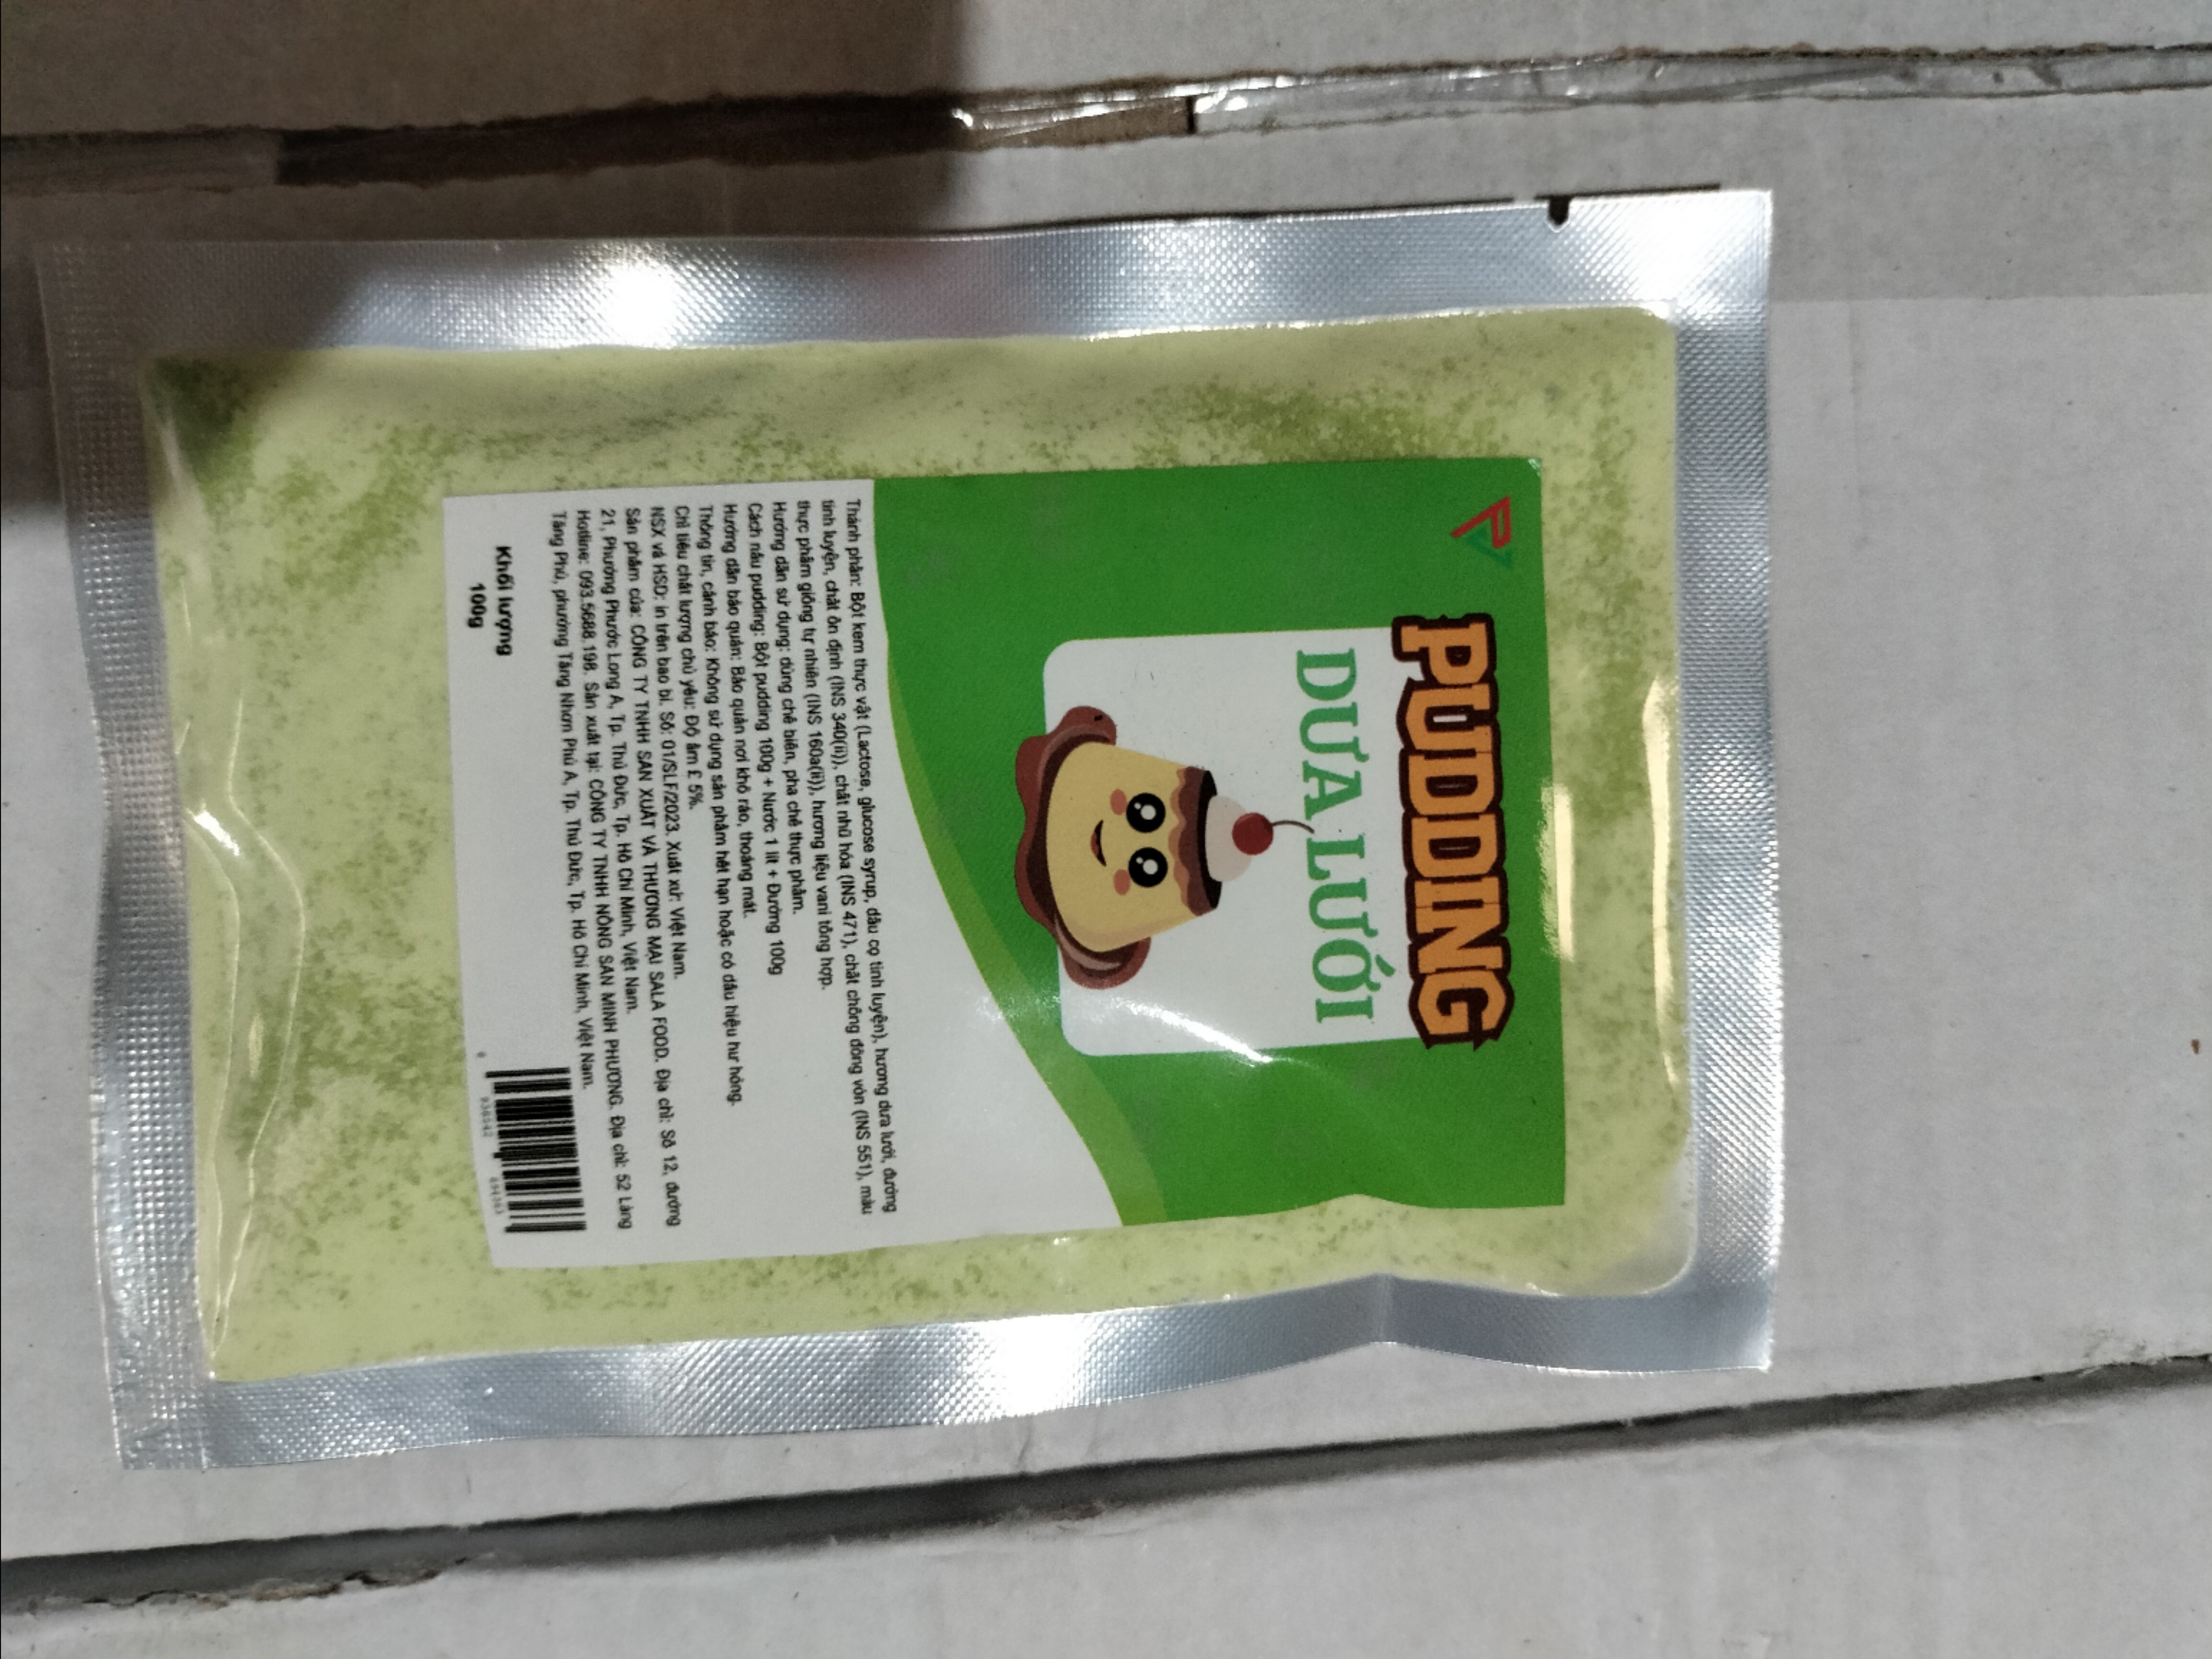 PUDDING
DƯA LƯỚI
Thành phần: Bột kem thực vật (Lactose, glucose syrup, dầu cọ tinh luyện), hương dưa lưới, đường
tinh luyện, chất ổn định (INS 340(ii)), chất nhũ hóa (INS 471), chất chống đông vón (INS 551), màu
thực phẩm giống tự nhiên (INS 160a(ii)), hương liệu vani tổng hợp.
Hướng dẫn sử dụng: dùng chế biến, pha chế thực phẩm.
Cách nấu pudding: Bột pudding 100g + Nước 1 lít + Đường 100g
Hướng dẫn bảo quản: Bảo quản nơi khô ráo, thoáng mát.
Thông tin, cảnh báo: Không sử dụng sản phẩm hết hạn hoặc có dấu hiệu hư hỏng.
Chỉ tiêu chất lượng chủ yếu: Độ ẩm £ 5%.
NSX và HSD: in trên bao bì. Số: 01/SLF/2023. Xuất xứ: Việt Nam.
Sản phẩm của: CÔNG TY TNHH SẢN XUẤT VÀ THƯƠNG MẠI SALA FOOD. Địa chỉ: Số 12, đường
21, Phường Phước Long A, Tp. Thủ Đức, Tp. Hồ Chí Minh, Việt Nam.
Hotline: 093.5688.198. Sản xuất tại: CÔNG TY TNHH NÔNG SẢN MINH PHƯƠNG. Địa chỉ: 52 Làng
Tăng Phú, phường Tăng Nhơn Phú A, Tp. Thủ Đức, Tp. Hồ Chí Minh, Việt Nam.
Khối lượng
100g